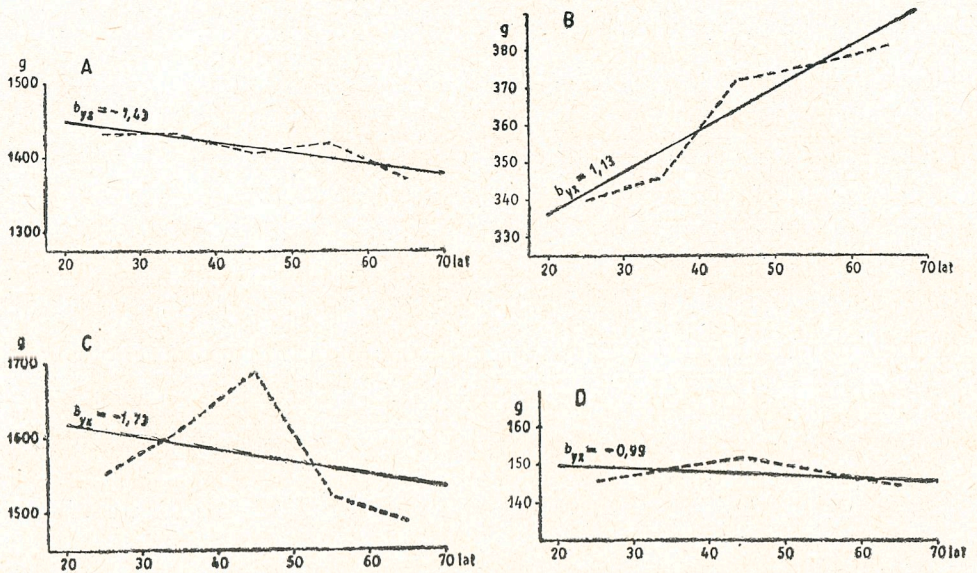 g
A
1500
1400
1300
b_yx = -1,43
20 30 40 50 60 70 lat
g
B
380
370
360
350
340
330
b_yx = 1,13
20 30 40 50 60 70 lat
g
C
1700
1600
1500
b_yx = -1,73
20 30 40 50 60 70 lat
g
D
160
150
140
b_yx = -0,99
20 30 40 50 60 70 lat